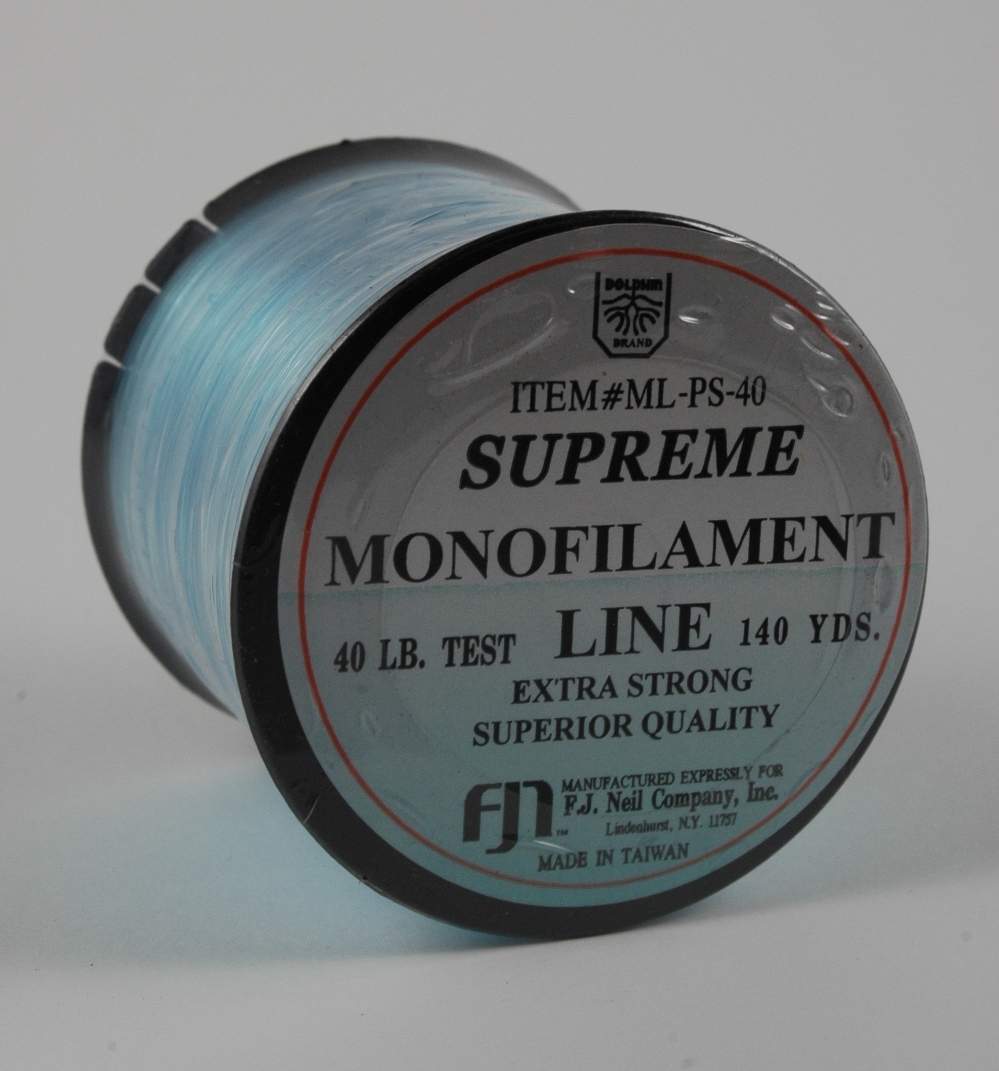 DOLPHIN
BRAND
ITEM#ML-PS-40
SUPREME
MONOFILAMENT
40 LB. TEST LINE 140 YDS.
EXTRA STRONG
SUPERIOR QUALITY
FJN™ MANUFACTURED EXPRESSLY FOR
F.J. Neil Company, Inc.
Lindenhurst, N.Y. 11757
MADE IN TAIWAN